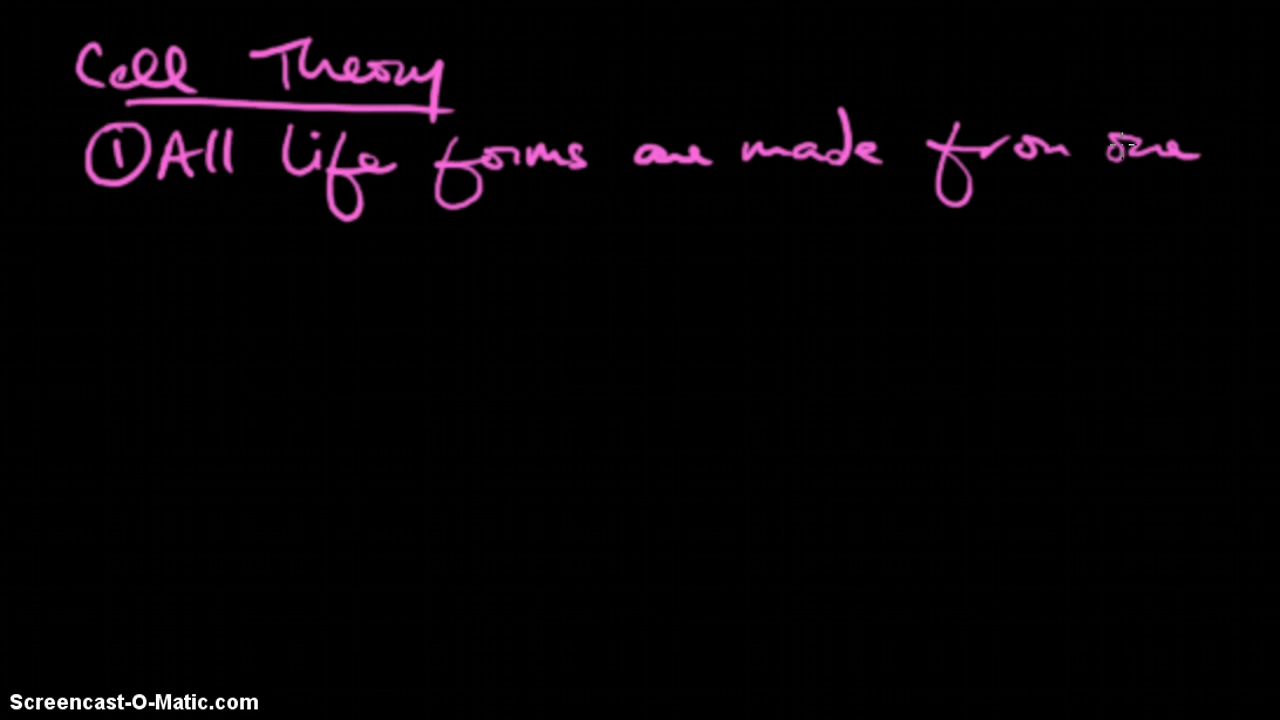 Cell Theory
① All life forms are made from one
Screencast-O-Matic.com